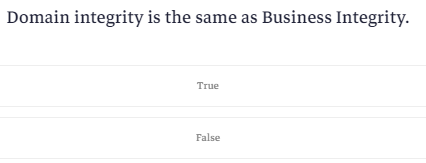 Domain integrity is the same as Business Integrity.
True
False